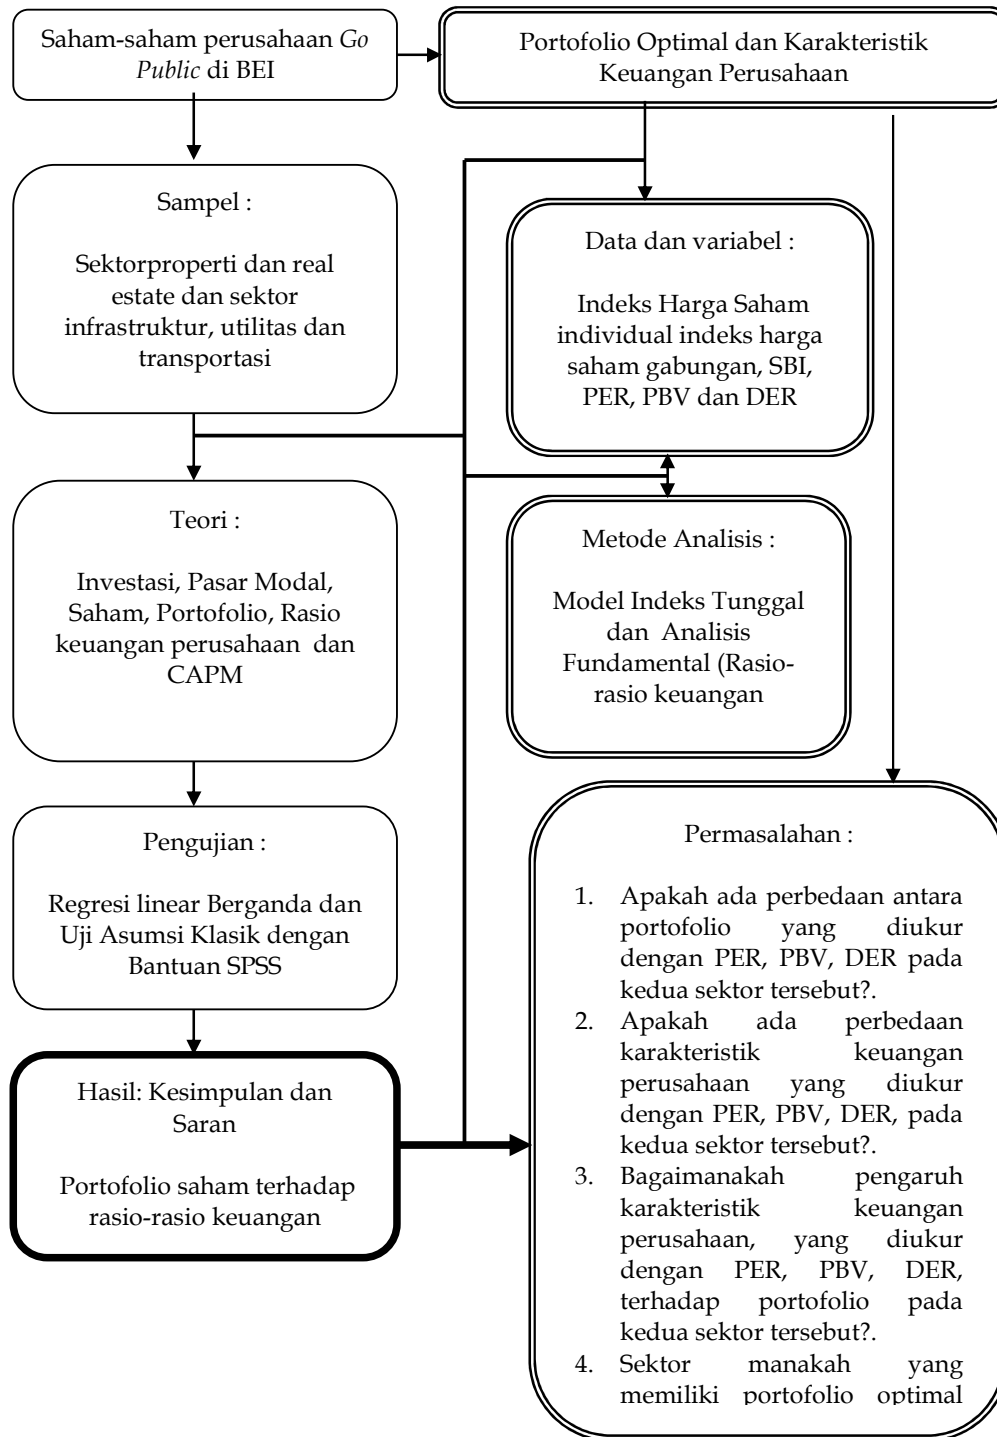 Saham-saham perusahaan Go
Public di BEI
Portofolio Optimal dan Karakteristik
Keuangan Perusahaan
Sampel :
Sektorproperti dan real
estate dan sektor
infrastruktur, utilitas dan
transportasi
Data dan variabel :
Indeks Harga Saham
individual indeks harga
saham gabungan, SBI,
PER, PBV dan DER
Teori :
Investasi, Pasar Modal,
Saham, Portofolio, Rasio
keuangan perusahaan dan
CAPM
Metode Analisis :
Model Indeks Tunggal
dan Analisis
Fundamental (Rasio-
rasio keuangan
Pengujian :
Regresi linear Berganda dan
Uji Asumsi Klasik dengan
Bantuan SPSS
Hasil: Kesimpulan dan
Saran
Portofolio saham terhadap
rasio-rasio keuangan
Permasalahan :
1. Apakah ada perbedaan antara
portofolio yang diukur
dengan PER, PBV, DER pada
kedua sektor tersebut?.
2. Apakah ada perbedaan
karakteristik keuangan
perusahaan yang diukur
dengan PER, PBV, DER, pada
kedua sektor tersebut?.
3. Bagaimanakah pengaruh
karakteristik keuangan
perusahaan, yang diukur
dengan PER, PBV, DER,
terhadap portofolio pada
kedua sektor tersebut?.
4. Sektor manakah yang
memiliki portofolio optimal